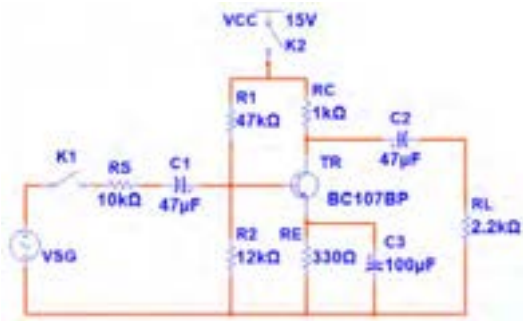 VCC 15V
K2
R1
47kΩ
RC
1kΩ
C2
47µF
K1
RS
10kΩ
C1
47µF
TR
BC107BP
RL
2.2kΩ
R2
12kΩ
RE
330Ω
C3
100µF
VSG